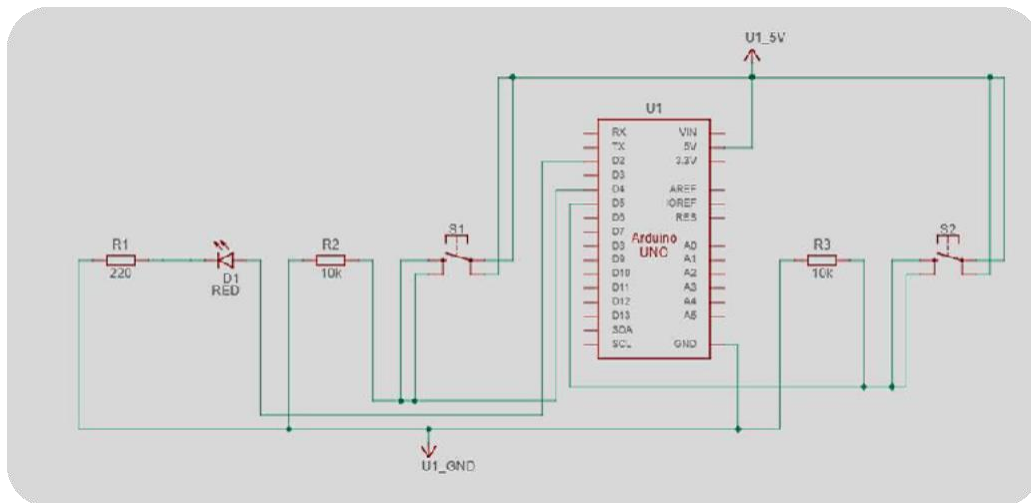 U1_5V
U1
RX
VIN
TX
5V
D2
3.3V
D3
D4
AREF
D5
IOREF
D6
RES
D7
S1
S2
R1
R2
Arduino
UNO
R3
D8
A0
D9
A1
220
D1
10k
D10
A2
10k
RED
D11
A3
D12
A4
D13
A5
SDA
SCL
GND
U1_GND